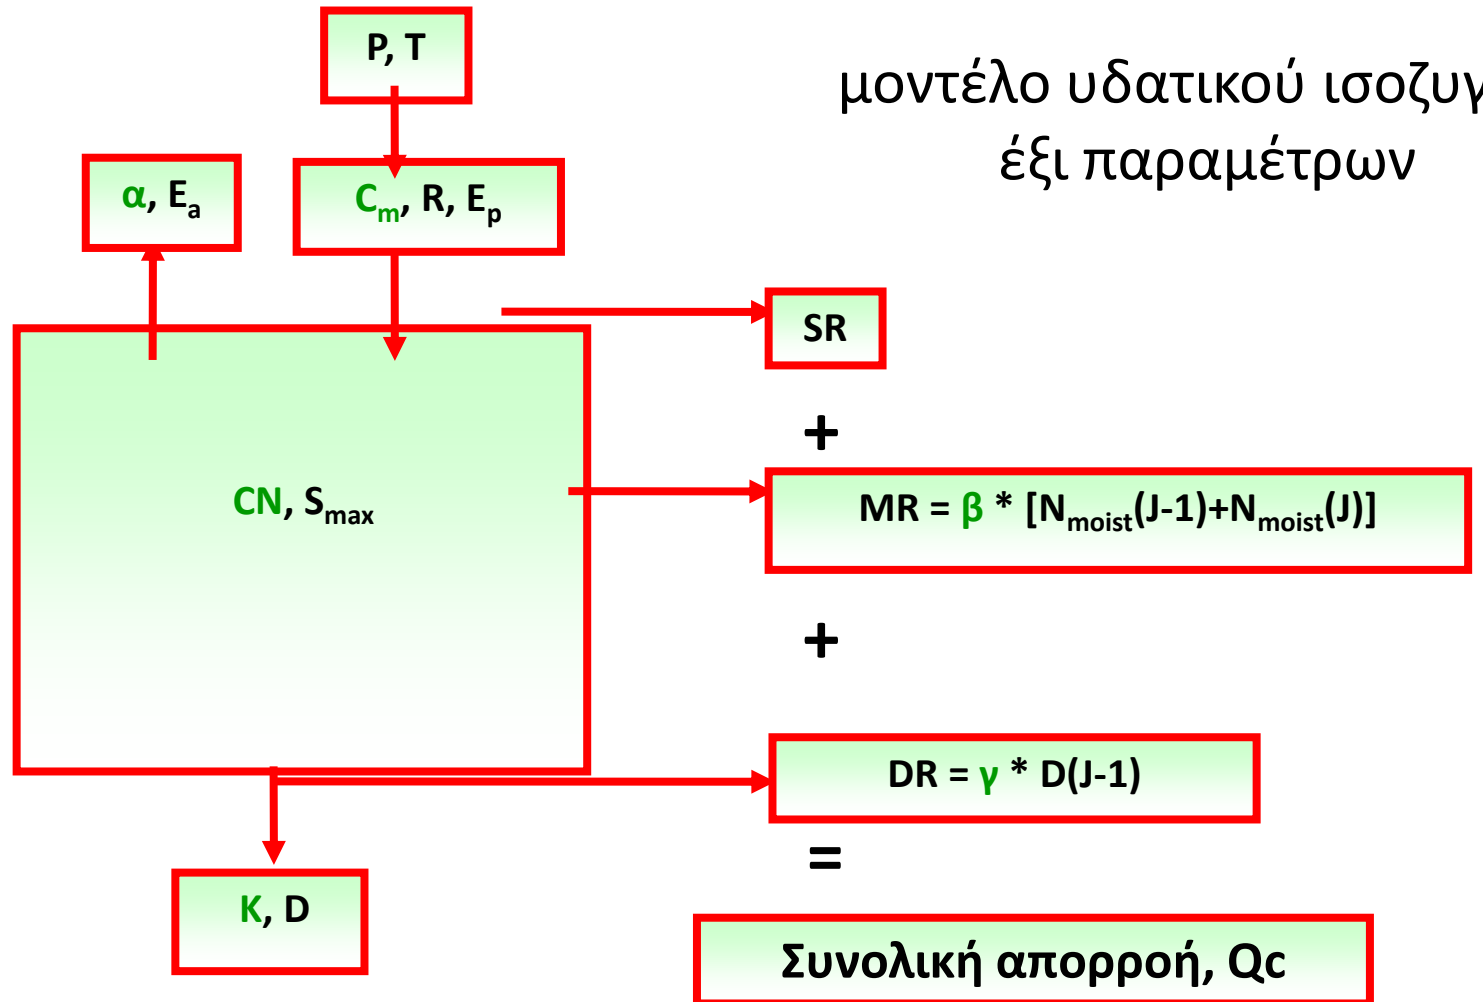 P, T
μοντέλο υδατικού ισοζυγ
έξι παραμέτρων
α, Eₐ
Cₘ, R, Eₚ
SR
+
CN, Sₘₐₓ
MR = β * [Nmoist(J-1)+Nmoist(J)]
+
DR = γ * D(J-1)
=
K, D
Συνολική απορροή, Qc